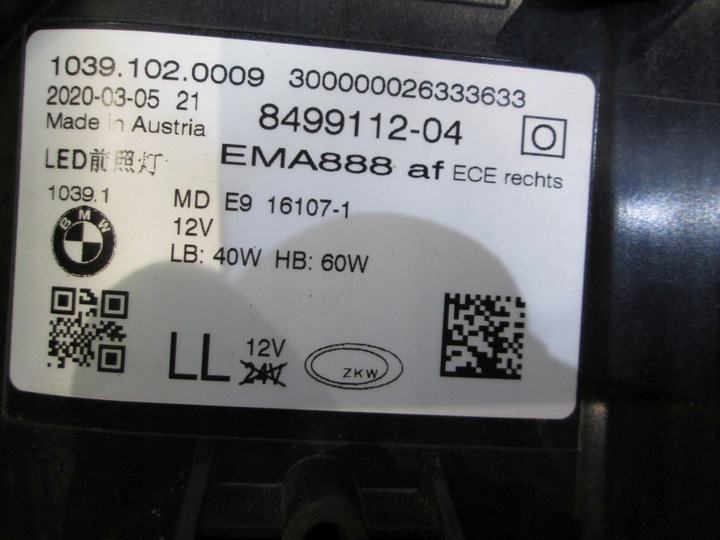 1039.102.0009 300000026333633
2020-03-05 21
Made in Austria
8499112-04 O
LED前照灯
EMA888 af ECE rechts
1039.1
MD E9 16107-1
BMW
12V
LB: 40W HB: 60W
LL
12V
24V
ZKW